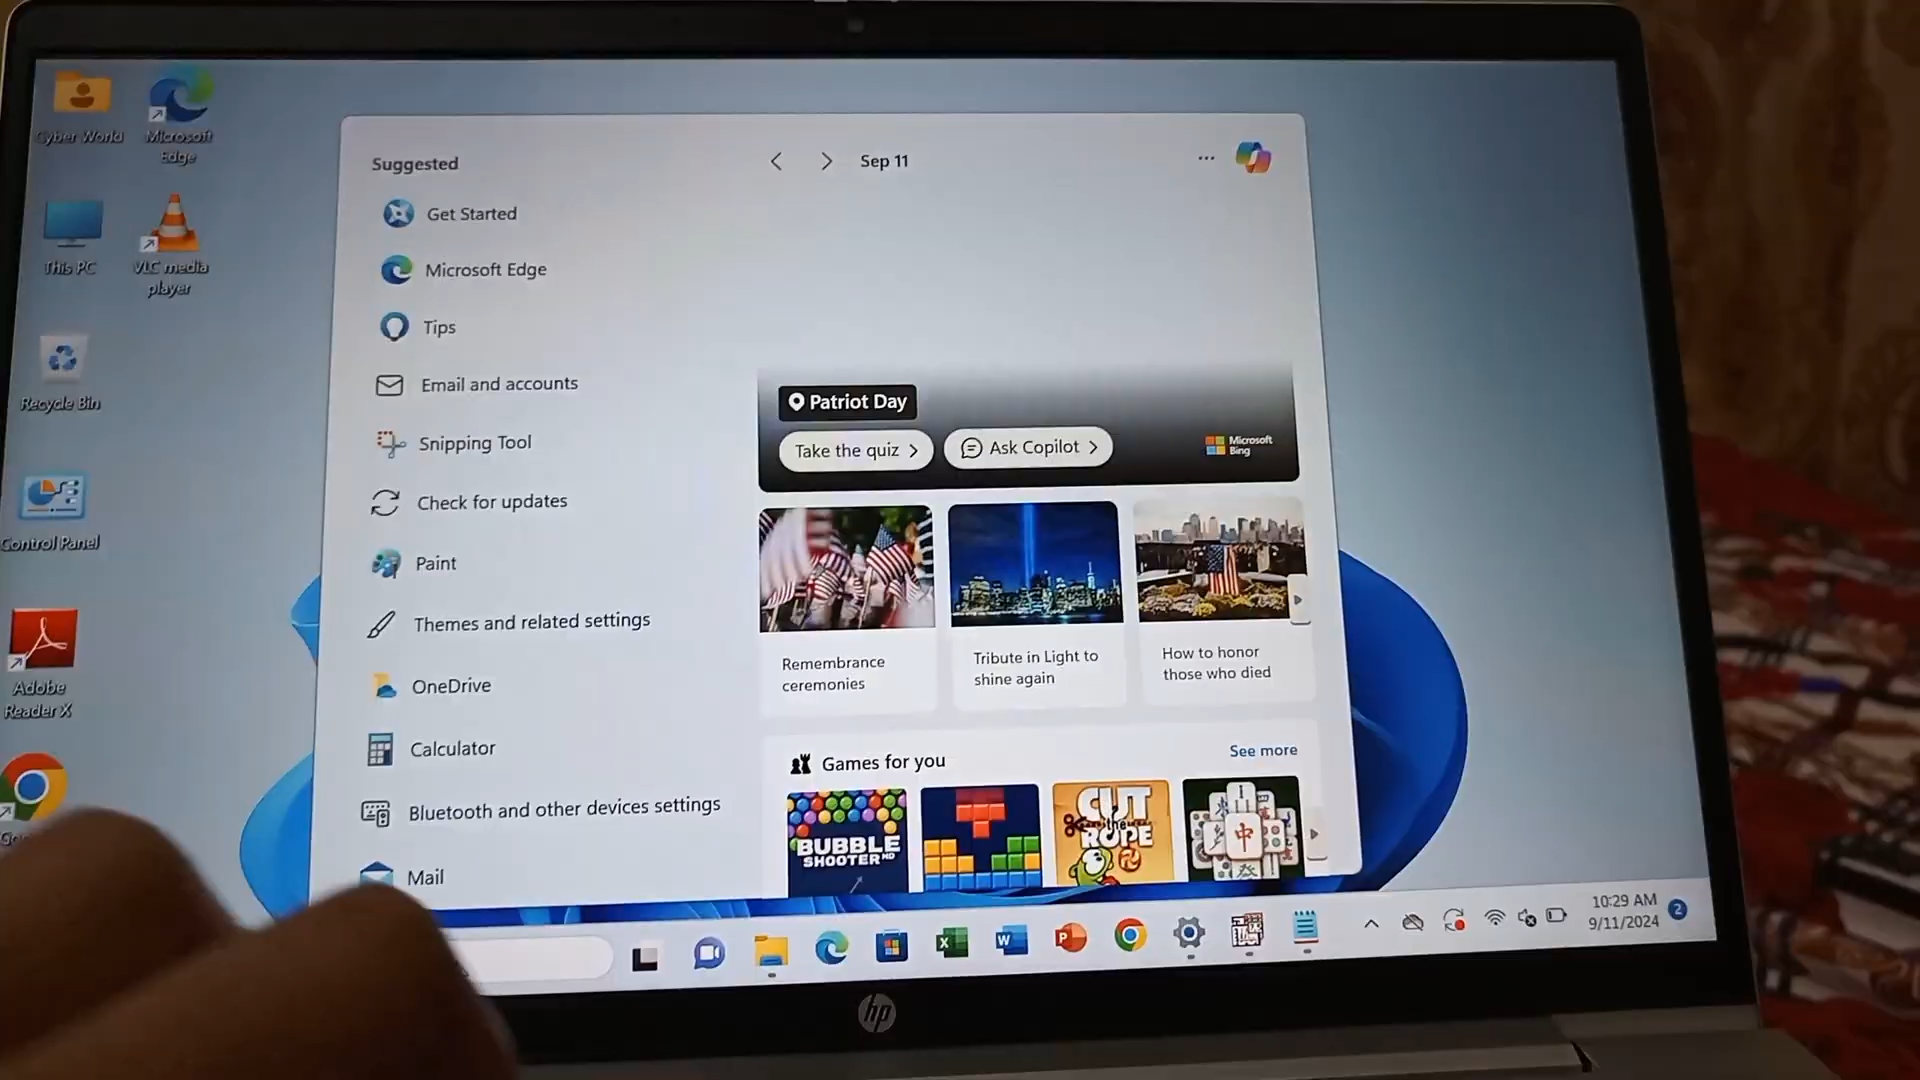 Cyber World
Microsoft
Edge
This PC
VLC media
player
Recycle Bin
Control Panel
Adobe
Reader X
Suggested
Get Started
Microsoft Edge
Tips
Email and accounts
Snipping Tool
Check for updates
Paint
Themes and related settings
OneDrive
Calculator
Bluetooth and other devices settings
Mail
Sep 11
Patriot Day
Take the quiz
Ask Copilot
Microsoft
Bing
Remembrance
ceremonies
Tribute in Light to
shine again
How to honor
those who died
Games for you
See more
BUBBLE
SHOOTER HD
CUT
the
ROPE
中
10:29 AM
9/11/2024
2
hp